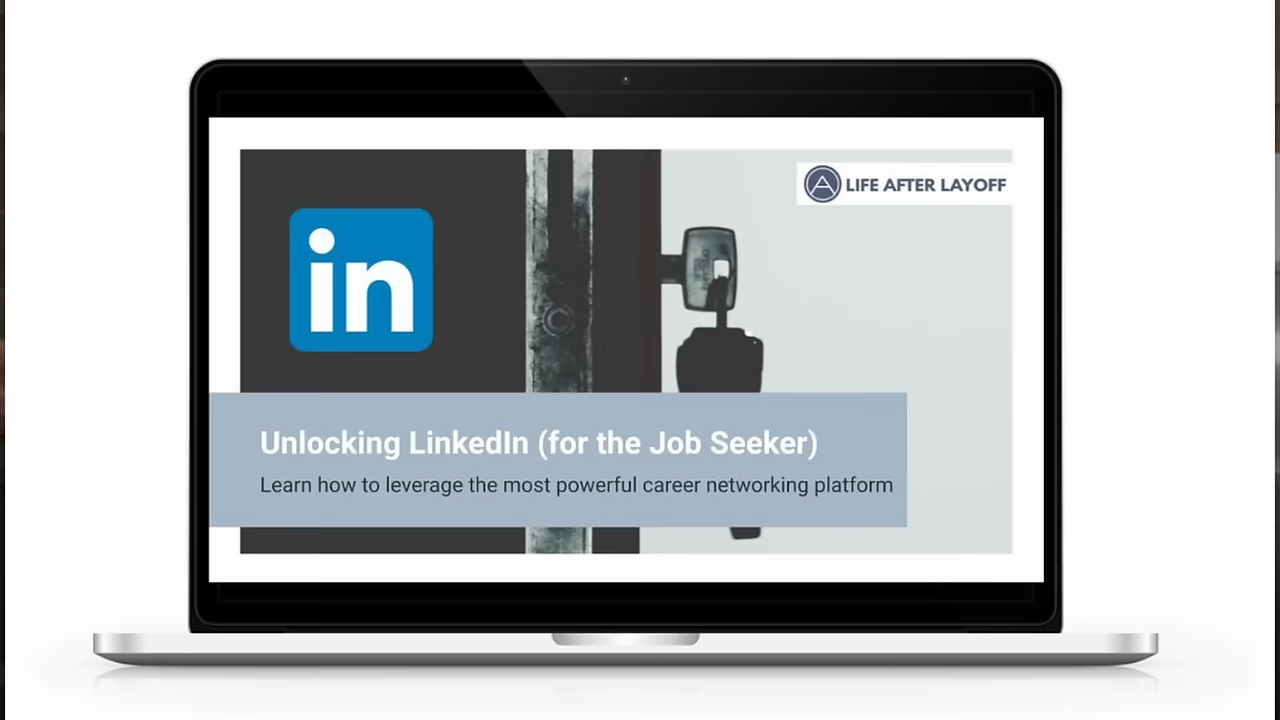 LIFE AFTER LAYOFF
in
Unlocking LinkedIn (for the Job Seeker)
Learn how to leverage the most powerful career networking platform